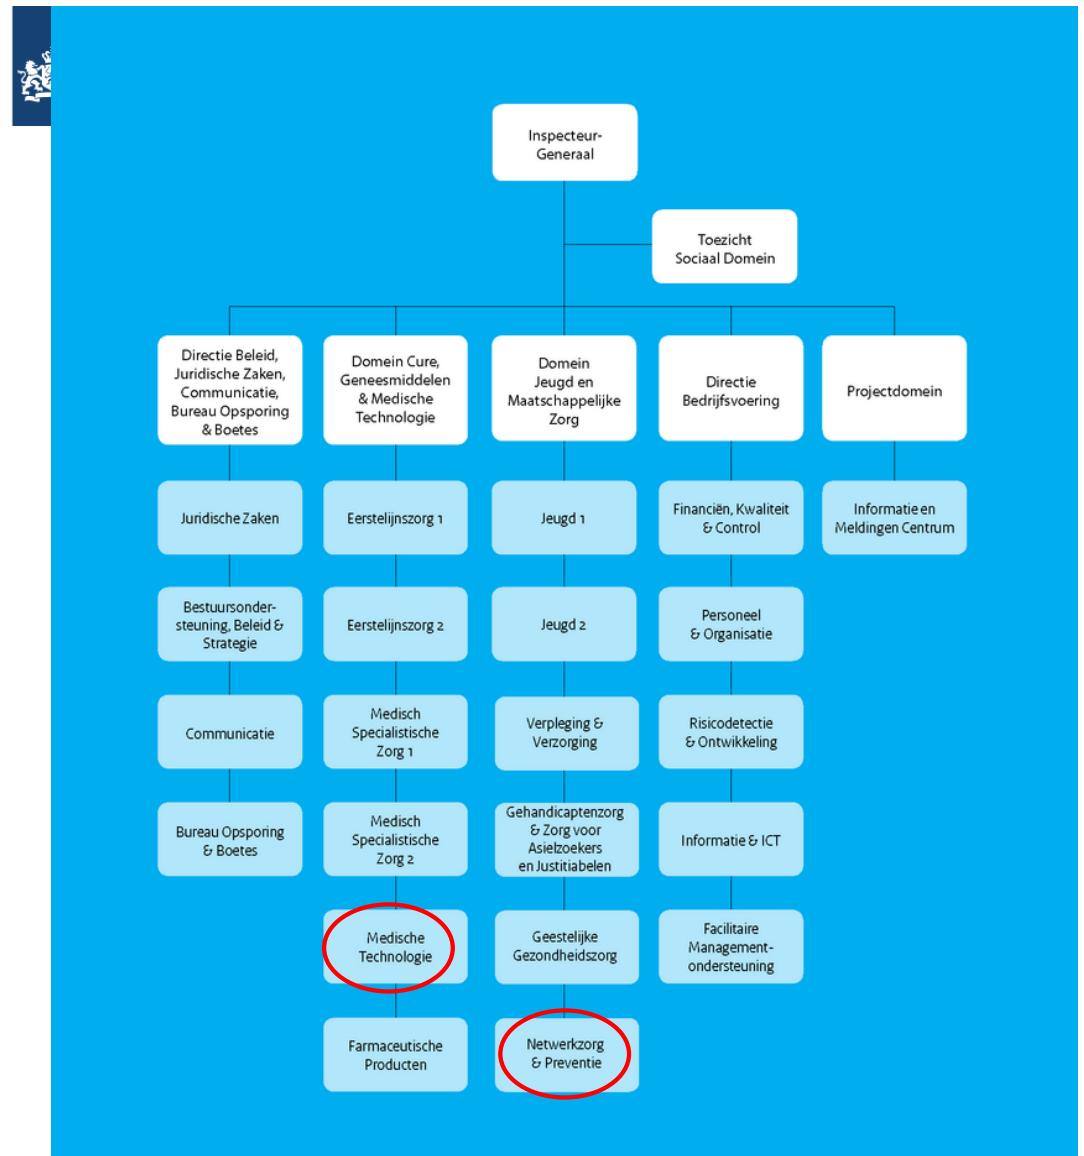 Inspecteur-
Generaal
Toezicht
Sociaal Domein
Directie Beleid,
Juridische Zaken,
Communicatie,
Bureau Opsporing
& Boetes
Domein Cure,
Geneesmiddelen
& Medische
Technologie
Domein
Jeugd en
Maatschappelijke
Zorg
Directie
Bedrijfsvoering
Projectdomein
Juridische Zaken
Eerstelijnszorg 1
Jeugd 1
Financiën, Kwaliteit
& Control
Informatie en
Meldingen Centrum
Bestuursonder-
steuning, Beleid &
Strategie
Eerstelijnszorg 2
Jeugd 2
Personeel
& Organisatie
Communicatie
Medisch
Specialistische
Zorg 1
Verpleging &
Verzorging
Risicodetectie
& Ontwikkeling
Bureau Opsporing
& Boetes
Medisch
Specialistische
Zorg 2
Gehandicaptenzorg
& Zorg voor
Asielzoekers
en Justitiabelen
Informatie & ICT
Medische
Technologie
Geestelijke
Gezondheidszorg
Facilitaire
Management-
ondersteuning
Farmaceutische
Producten
Netwerkzorg
& Preventie